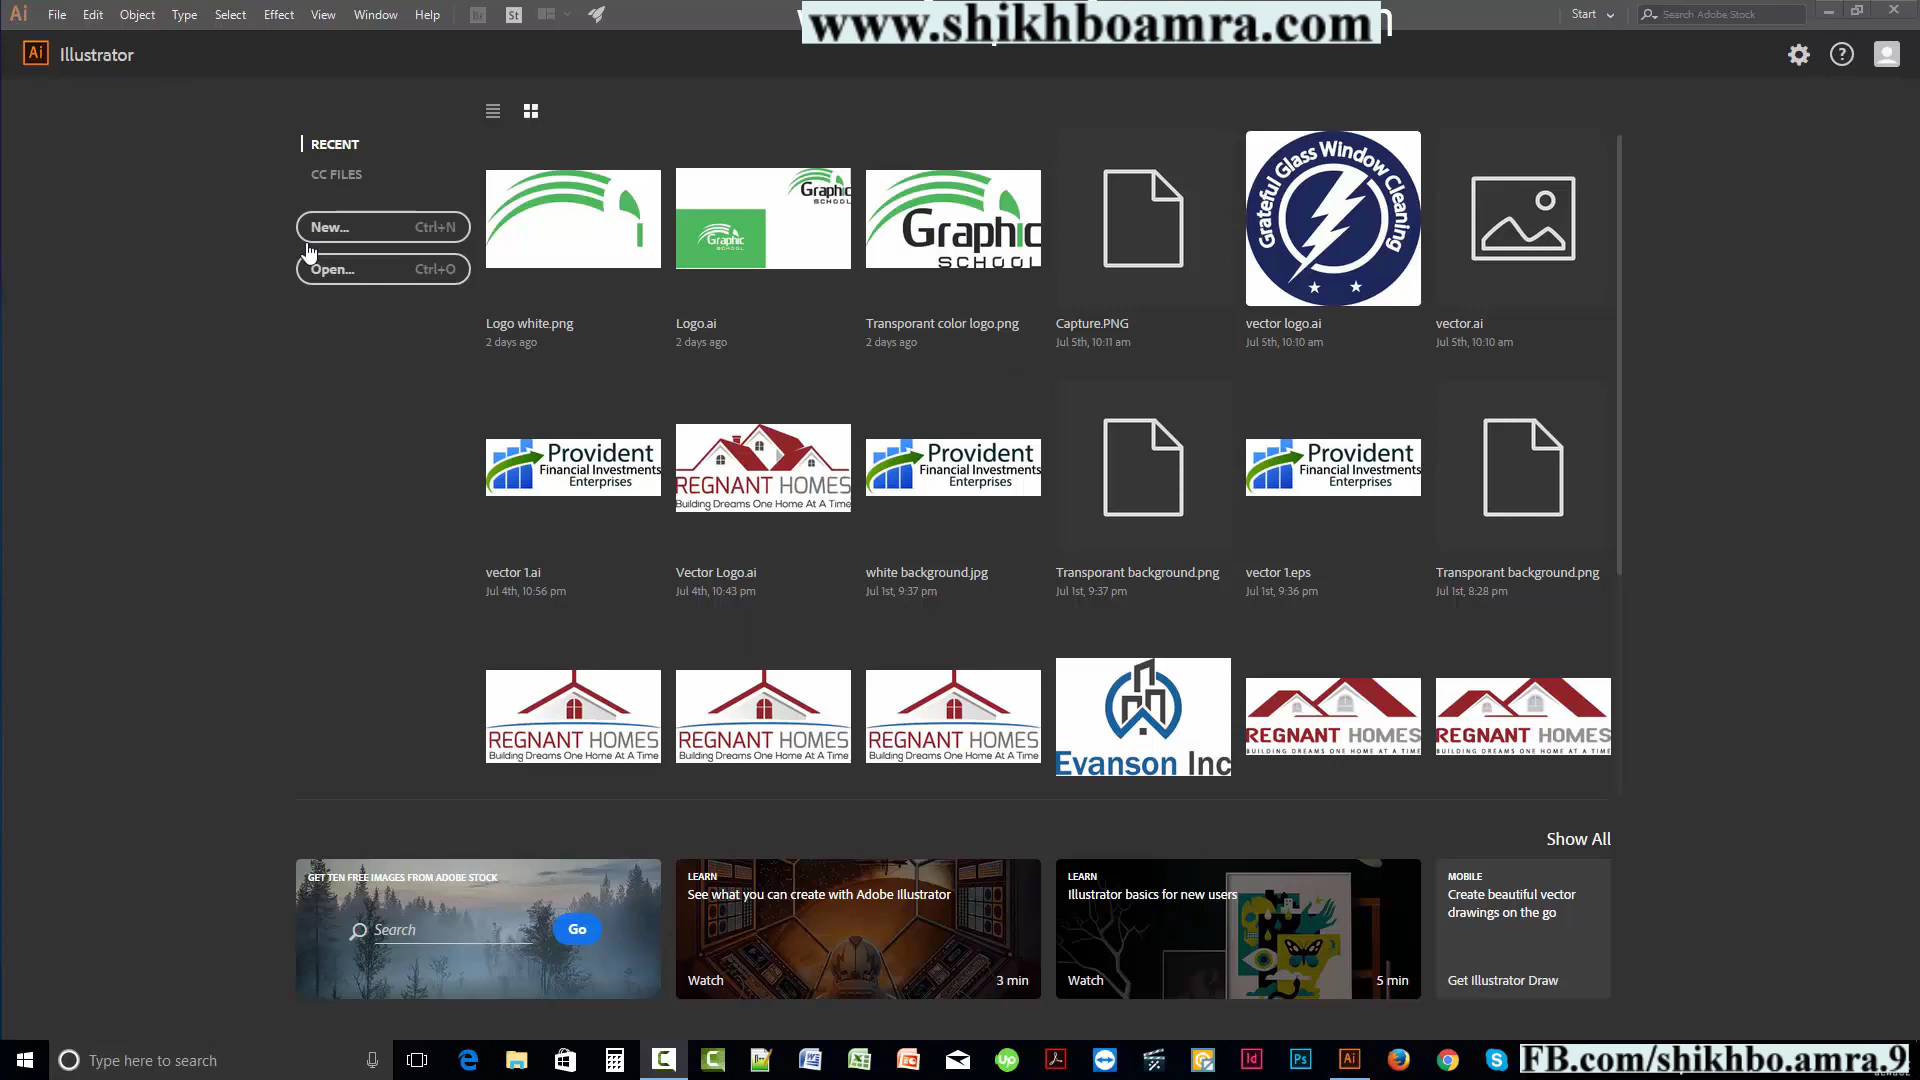 Ai File Edit Object Type Select Effect View Window Help Br St
www.shikhboamra.com
Start Search Adobe Stock
Ai Illustrator
RECENT
CC FILES
New... Ctrl+N
Open... Ctrl+O
Graphic
SCHOOL
Graphic
SCHOOL
Graphic
SCHOOL
Grateful Glass Window Cleaning
Logo white.png
2 days ago
Logo.ai
2 days ago
Transporant color logo.png
2 days ago
Capture.PNG
Jul 5th, 10:11 am
vector logo.ai
Jul 5th, 10:10 am
vector.ai
Jul 5th, 10:10 am
Provident
Financial Investments
Enterprises
REGNANT HOMES
Building Dreams One Home At A Time
Provident
Financial Investments
Enterprises
Provident
Financial Investments
Enterprises
vector 1.ai
Jul 4th, 10:56 pm
Vector Logo.ai
Jul 4th, 10:43 pm
white background.jpg
Jul 1st, 9:37 pm
Transporant background.png
Jul 1st, 9:37 pm
vector 1.eps
Jul 1st, 9:36 pm
Transporant background.png
Jul 1st, 8:28 pm
REGNANT HOMES
Building Dreams One Home At A Time
REGNANT HOMES
Building Dreams One Home At A Time
REGNANT HOMES
Building Dreams One Home At A Time
Evanson Inc
REGNANT HOMES
BUILDING DREAMS ONE HOME AT A TIME
REGNANT HOMES
BUILDING DREAMS ONE HOME AT A TIME
Show All
GET TEN FREE IMAGES FROM ADOBE STOCK
Search Go
LEARN
See what you can create with Adobe Illustrator
Watch 3 min
LEARN
Illustrator basics for new users
Watch 5 min
MOBILE
Create beautiful vector
drawings on the go
Get Illustrator Draw
Type here to search
Id Ps Ai
FB.com/shikhbo.amra.9